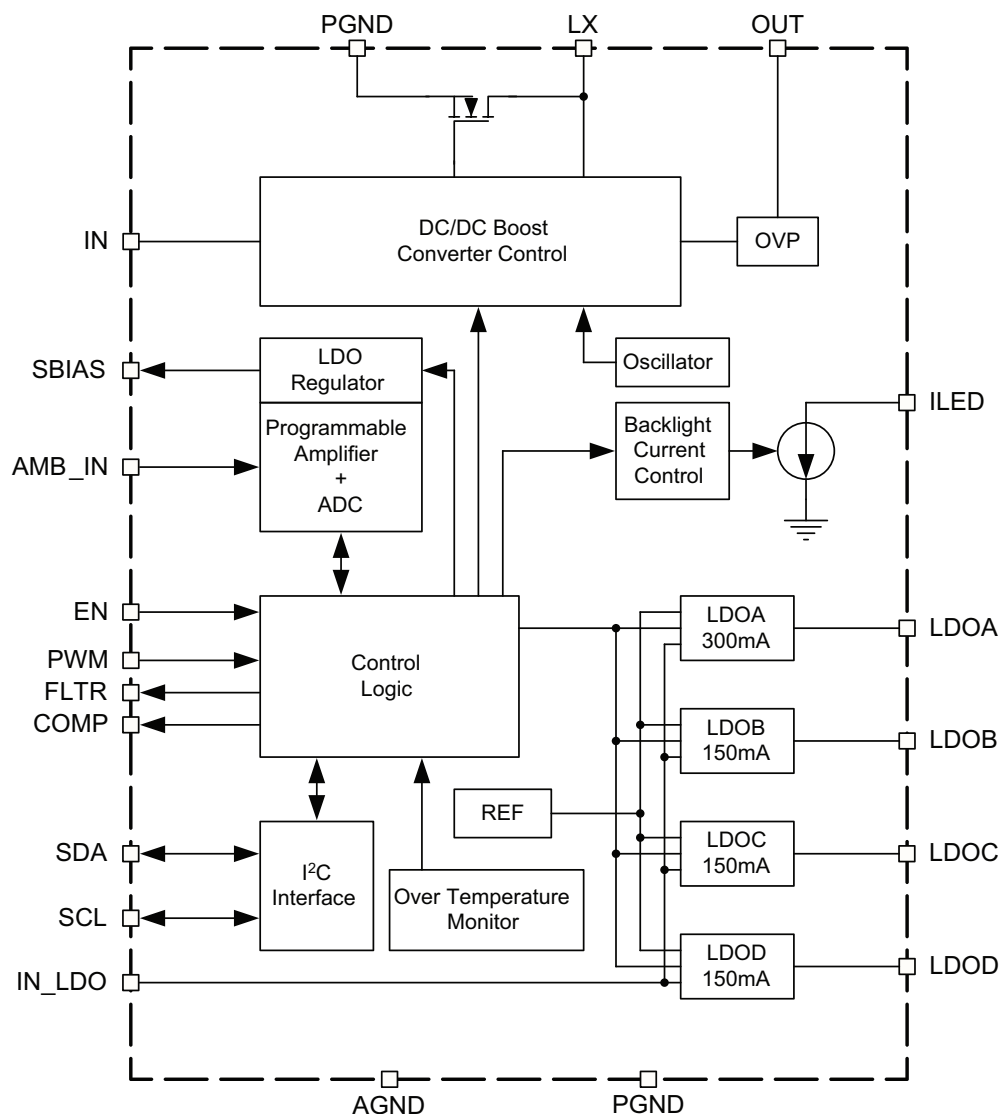 PGND
LX
OUT
DC/DC Boost
Converter Control
IN
OVP
SBIAS
LDO
Regulator
Oscillator
ILED
Programmable
Amplifier
+
ADC
Backlight
Current
Control
AMB_IN
EN
PWM
FLTR
COMP
Control
Logic
LDOA
300mA
LDOA
LDOB
150mA
LDOB
REF
LDOC
150mA
LDOC
SDA
SCL
I²C
Interface
Over Temperature
Monitor
LDOD
150mA
LDOD
IN_LDO
AGND
PGND